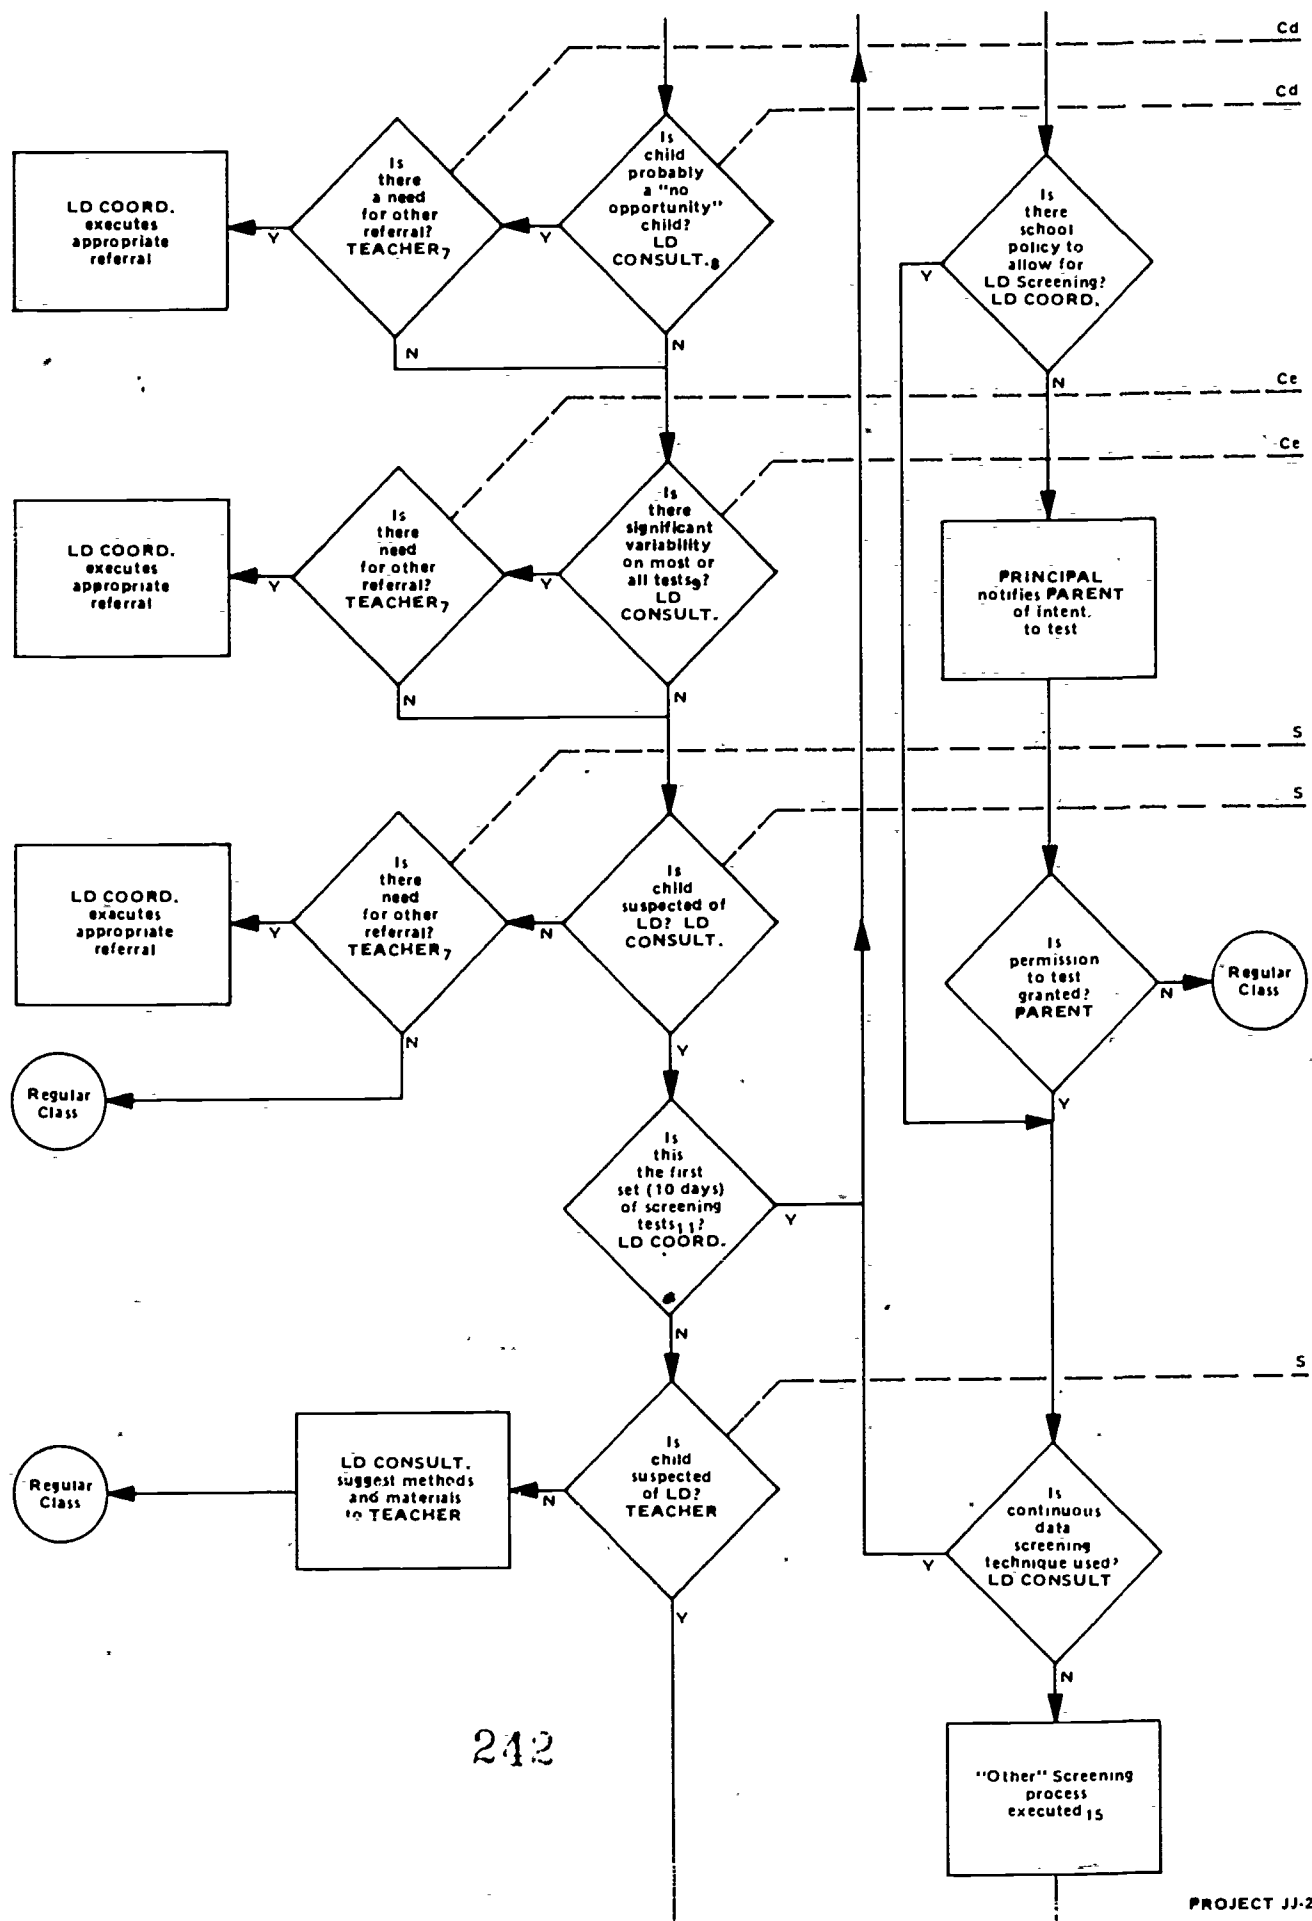 Cd
Cd
Is
there
a need
for other
referral?
TEACHER7
Y
N
LD COORD.
executes
appropriate
referral
Is
child
probably
a "no
opportunity"
child?
LD
CONSULT.8
Y
N
Is
there
school
policy to
allow for
LD Screening?
LD COORD.
Y
N
Ce
Ce
LD COORD.
executes
appropriate
referral
Is
there
need
for other
referral?
TEACHER7
Y
N
Is
there
significant
variability
on most or
all tests9?
LD
CONSULT.
Y
N
PRINCIPAL
notifies PARENT
of intent.
to test
S
S
LD COORD.
executes
appropriate
referral
Is
there
need
for other
referral?
TEACHER7
Y
N
Is
child
suspected of
LD? LD
CONSULT.
N
Y
Is
permission
to test
granted?
PARENT
N
Y
Regular
Class
Regular
Class
Is
this
the first
set (10 days)
of screening
tests11?
LD COORD.
Y
N
S
Regular
Class
LD CONSULT.
suggest methods
and materials
to TEACHER
Is
child
suspected
of LD?
TEACHER
N
Y
Is
continuous
data
screening
technique used?
LD CONSULT
Y
N
"Other" Screening
process
executed15
242
PROJECT JJ-2